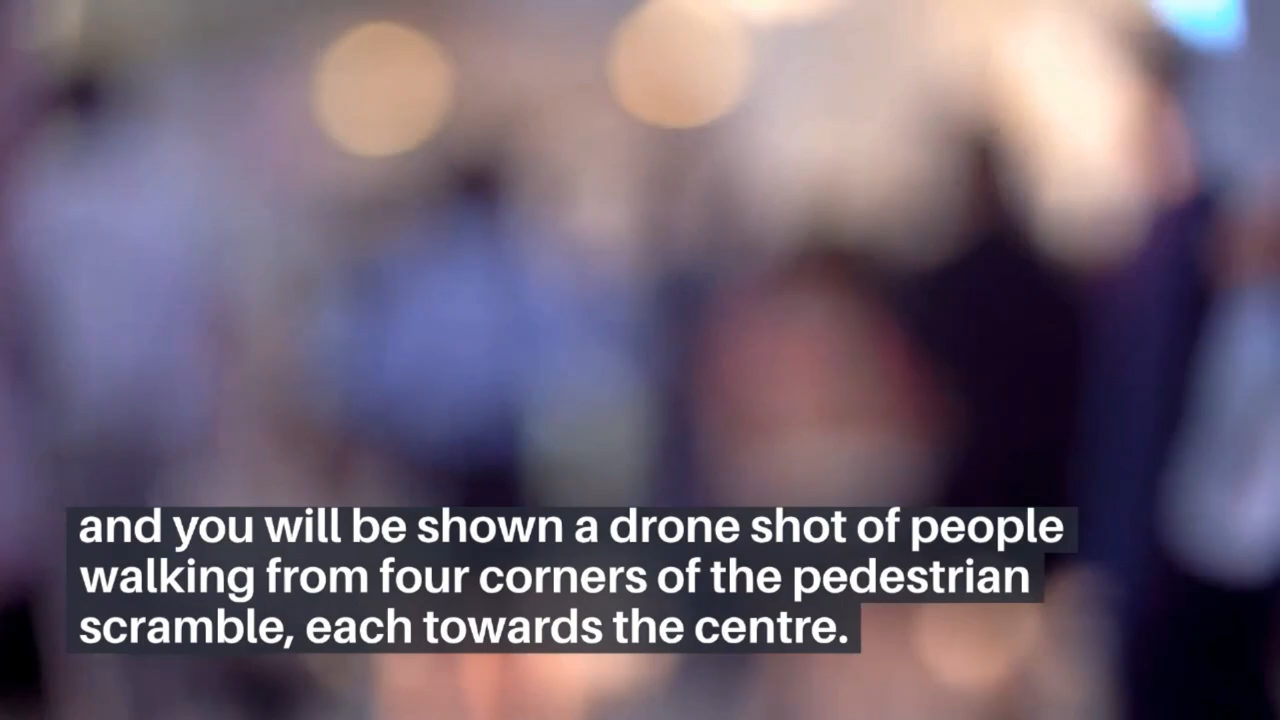 and you will be shown a drone shot of people
walking from four corners of the pedestrian
scramble, each towards the centre.